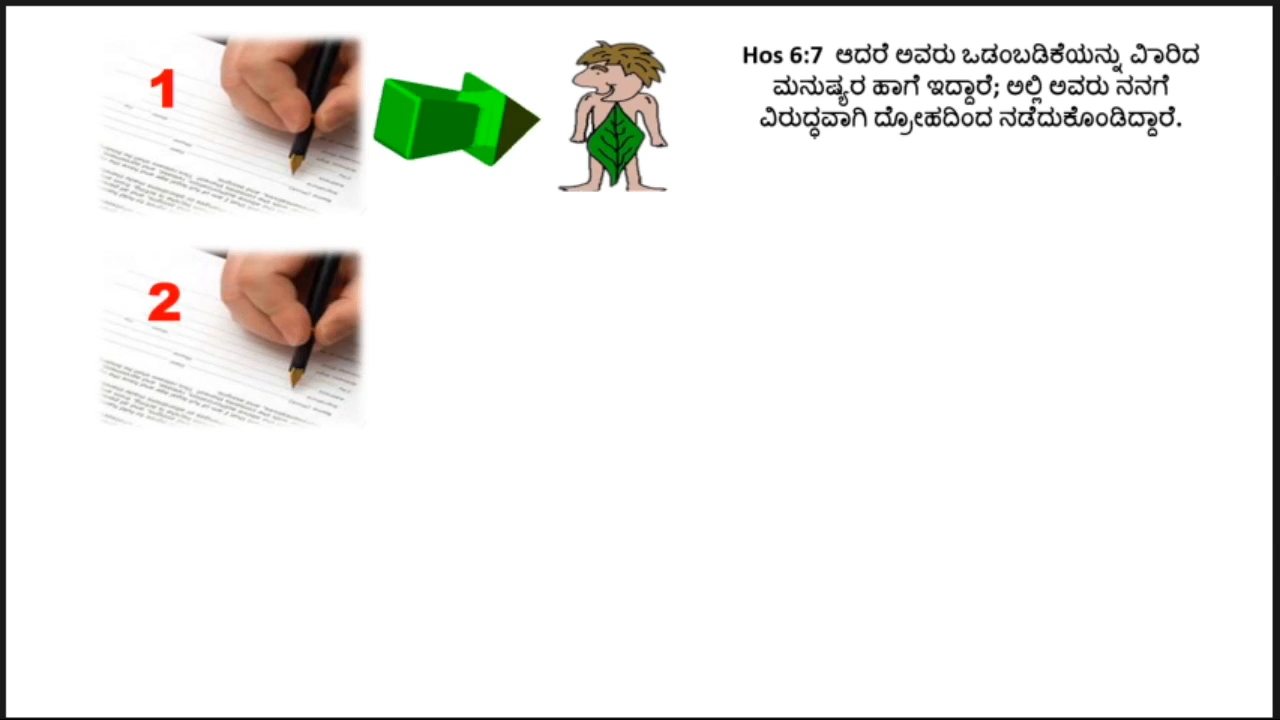 1
Hos 6:7 ಆದರೆ ಅವರು ಒಡಂಬಡಿಕೆಯನ್ನು ವಿಾರಿದ
ಮನುಷ್ಯರ ಹಾಗೆ ಇದ್ದಾರೆ; ಅಲ್ಲಿ ಅವರು ನನಗೆ
ವಿರುದ್ಧವಾಗಿ ದ್ರೋಹದಿಂದ ನಡೆದುಕೊಂಡಿದ್ದಾರೆ.
2